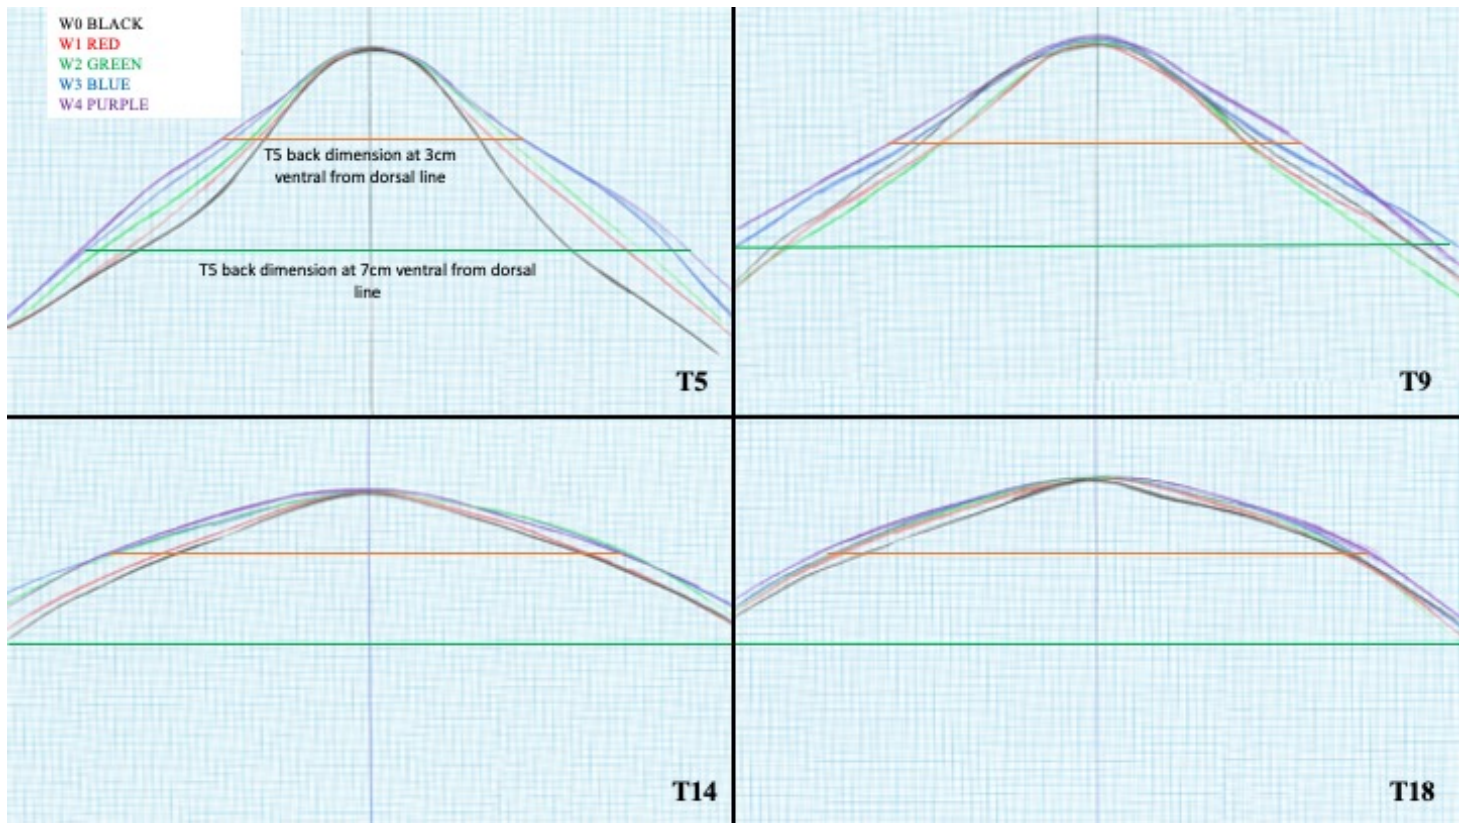 W0 BLACK
W1 RED
W2 GREEN
W3 BLUE
W4 PURPLE
T5 back dimension at 3cm
ventral from dorsal line
T5 back dimension at 7cm ventral from dorsal
line
T5
T9
T14
T18